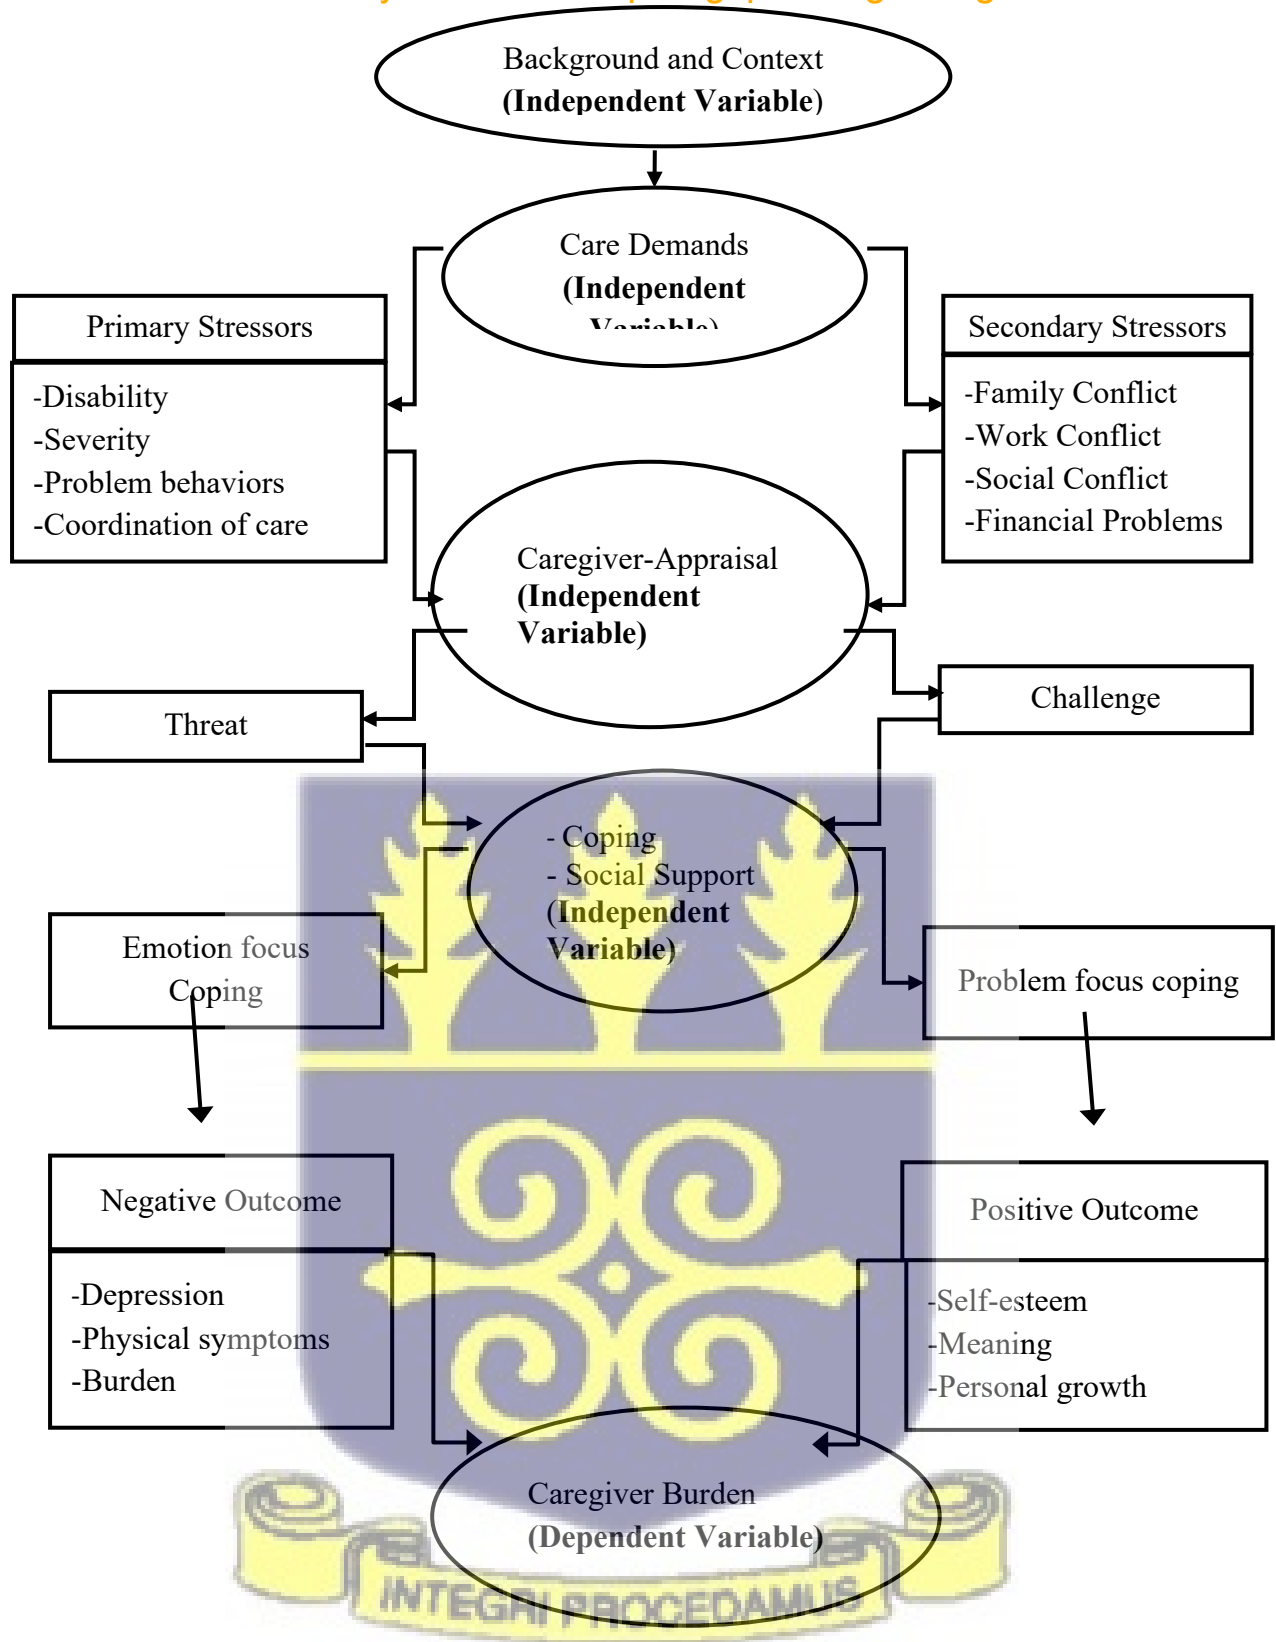 Background and Context
(Independent Variable)
Care Demands
(Independent
Variable)
Primary Stressors
-Disability
-Severity
-Problem behaviors
-Coordination of care
Secondary Stressors
-Family Conflict
-Work Conflict
-Social Conflict
-Financial Problems
Caregiver-Appraisal
(Independent
Variable)
Threat
Challenge
- Coping
- Social Support
(Independent
Variable)
Emotion focus
Coping
Problem focus coping
Negative Outcome
-Depression
-Physical symptoms
-Burden
Positive Outcome
-Self-esteem
-Meaning
-Personal growth
Caregiver Burden
(Dependent Variable)
INTEGRI PROCEDAMUS